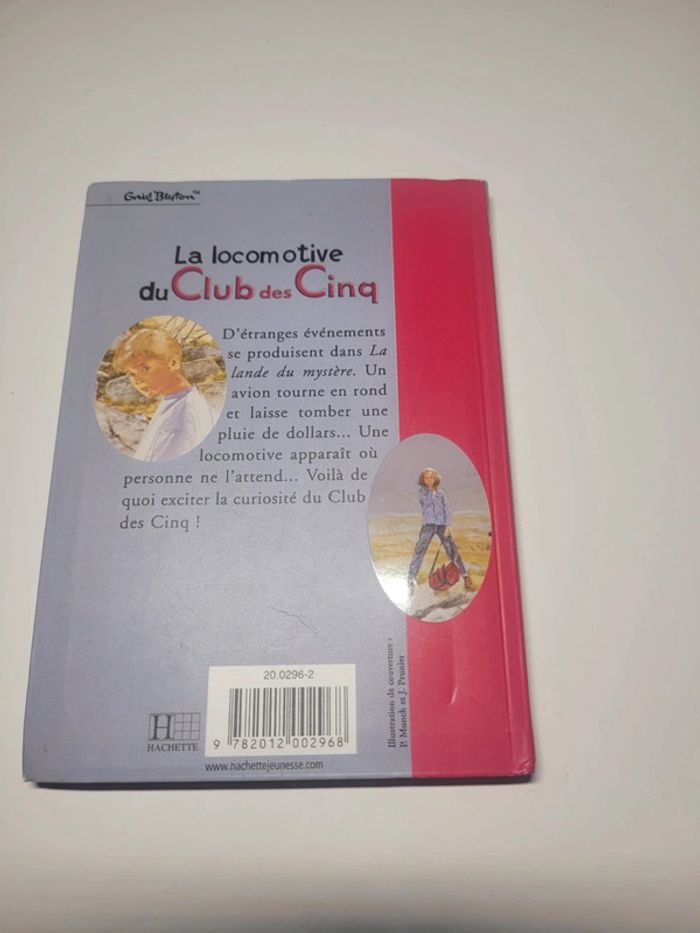 Enid Blyton™
La locomotive
du Club des Cinq
D'étranges événements
se produisent dans La
lande du mystère. Un
avion tourne en rond
et laisse tomber une
pluie de dollars... Une
locomotive apparaît où
personne ne l'attend... Voilà de
quoi exciter la curiosité du Club
des Cinq !
Illustration de couverture :
P. Munch et J. Prunier
20.0296-2
9 782012 002968
H
HACHETTE
www.hachettejeunesse.com